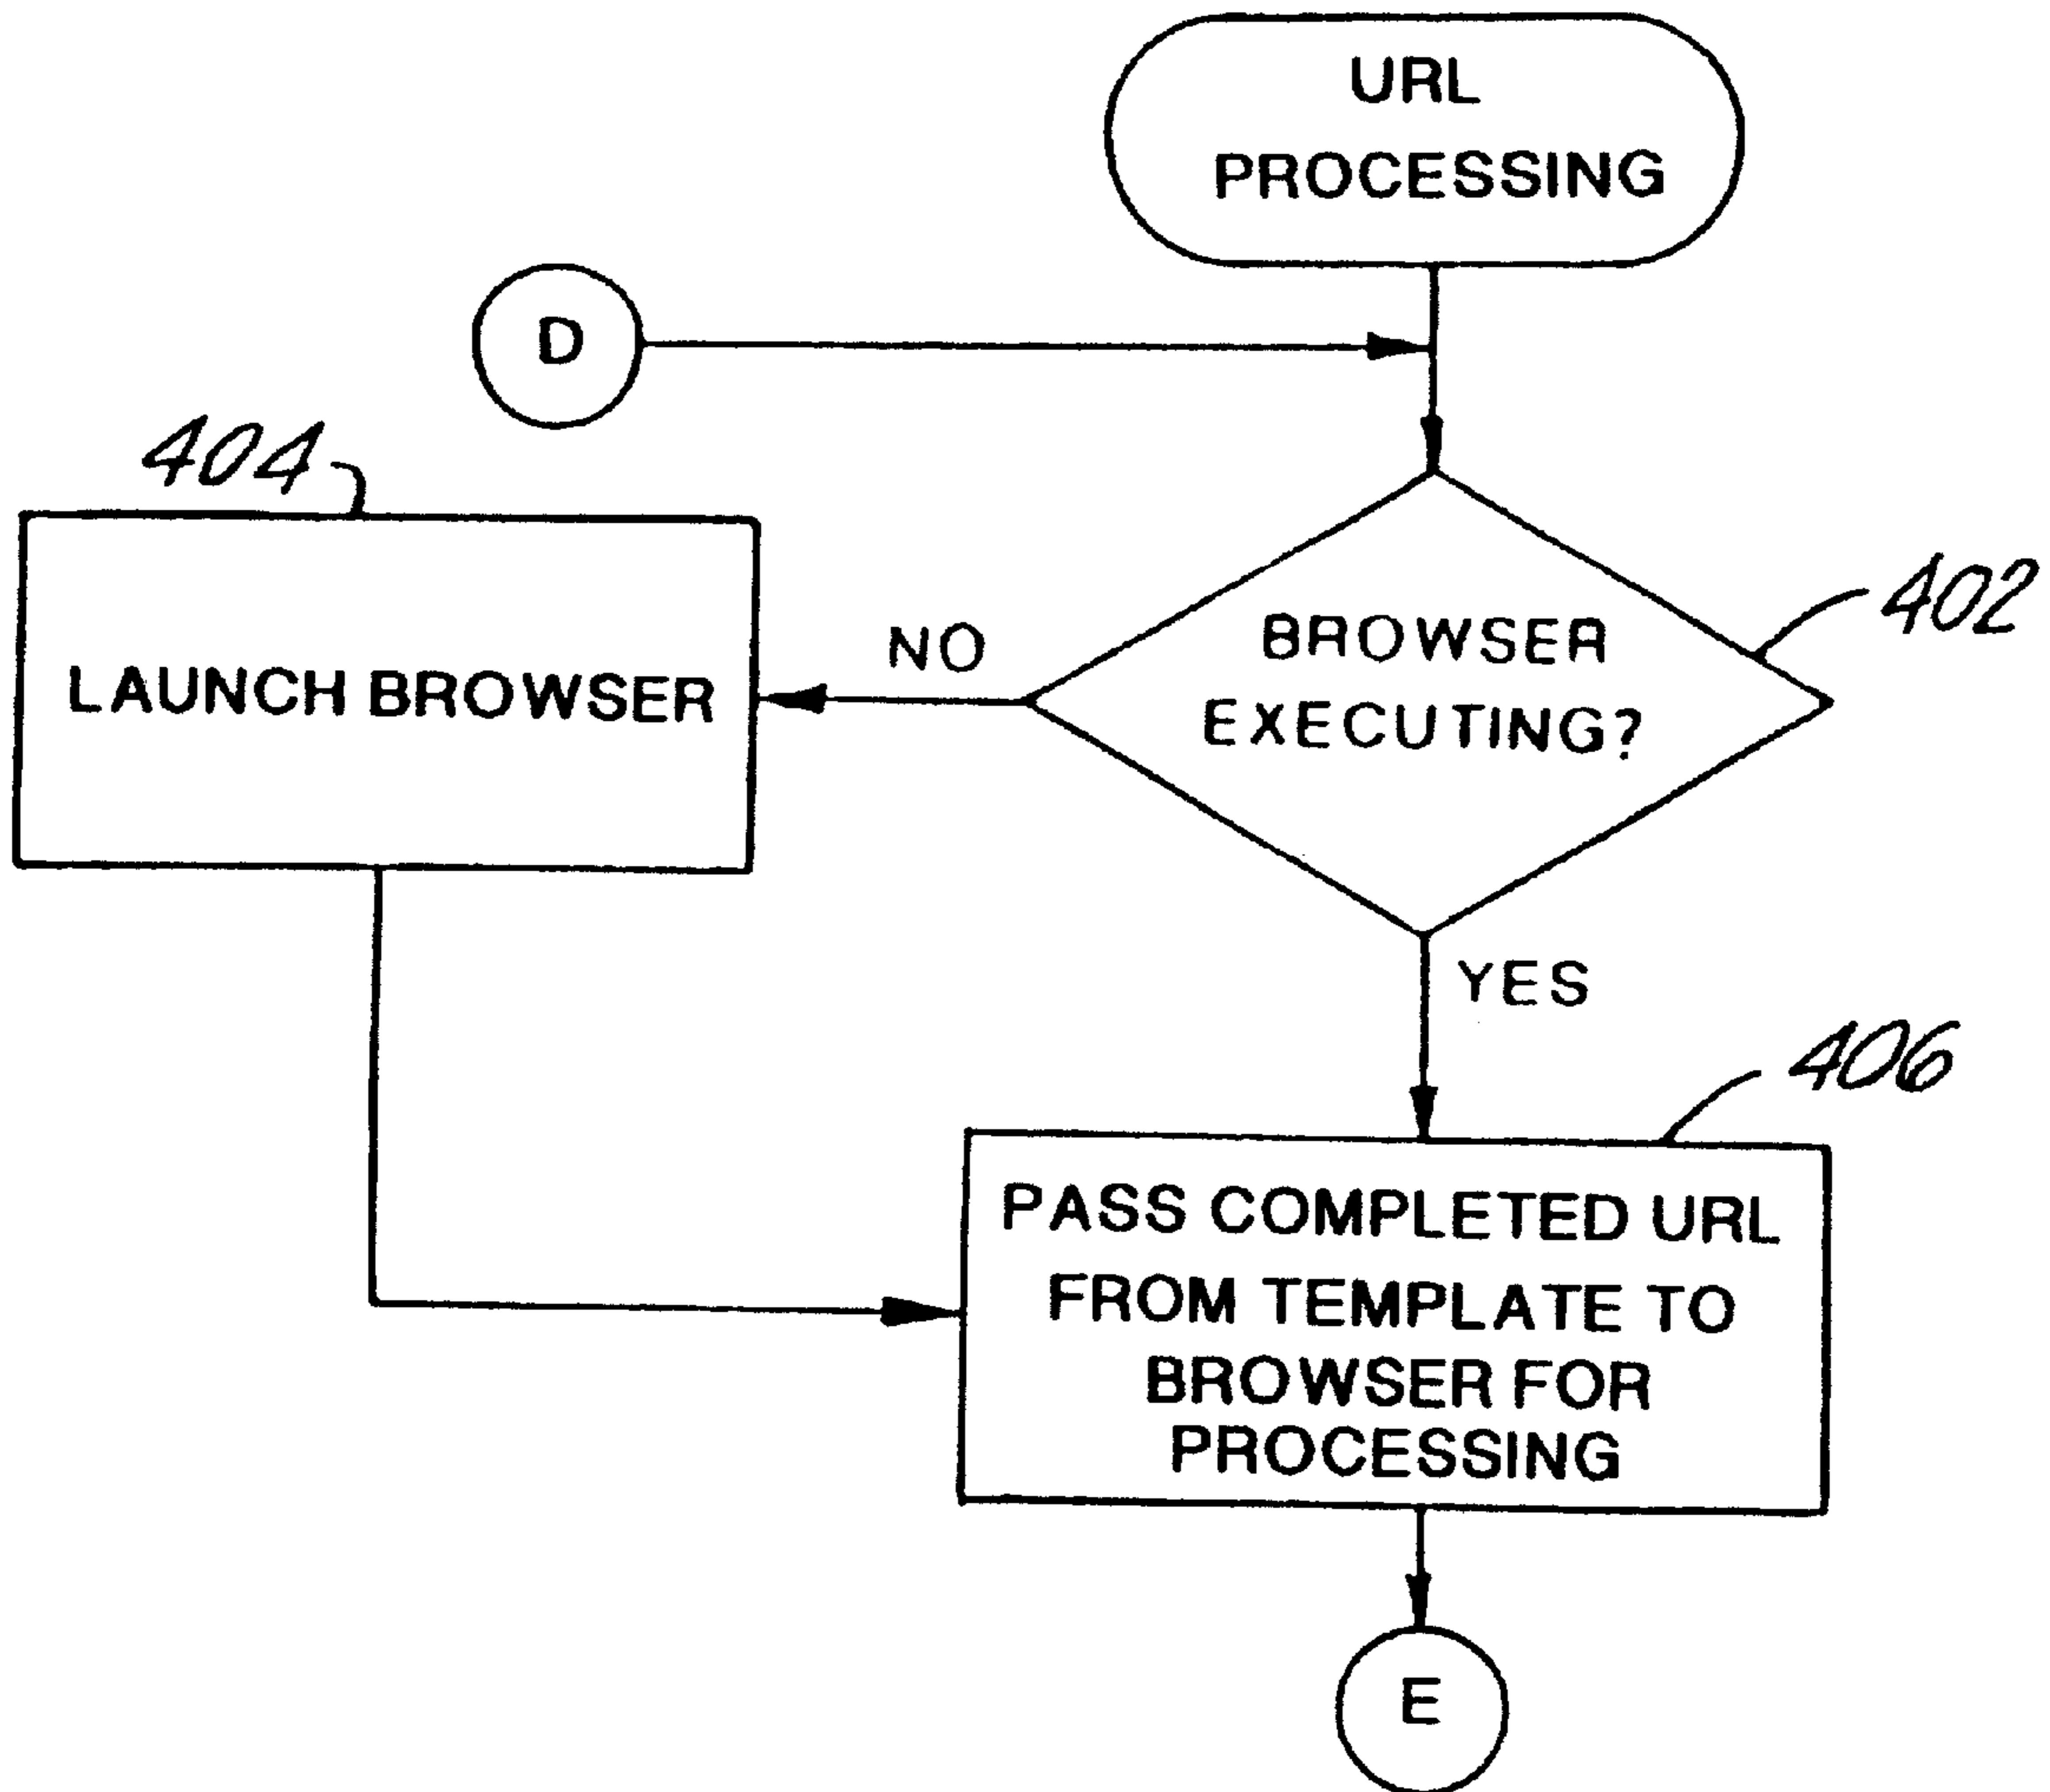 URL
PROCESSING
D
404
402
NO
BROWSER
EXECUTING?
LAUNCH BROWSER
YES
406
PASS COMPLETED URL
FROM TEMPLATE TO
BROWSER FOR
PROCESSING
E